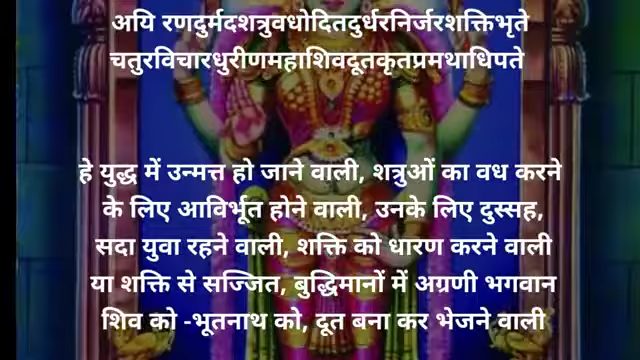 अयि रणदुर्मदशत्रुवधोदितदुर्धरनिर्जरशक्तिभृते
चतुरविचारधुरीणमहाशिवदूतकृतप्रमथाधिपते
हे युद्ध में उन्मत्त हो जाने वाली, शत्रुओं का वध करने
के लिए आविर्भूत होने वाली, उनके लिए दुस्सह,
सदा युवा रहने वाली, शक्ति को धारण करने वाली
या शक्ति से सज्जित, बुद्धिमानों में अग्रणी भगवान
शिव को -भूतनाथ को, दूत बना कर भेजने वाली